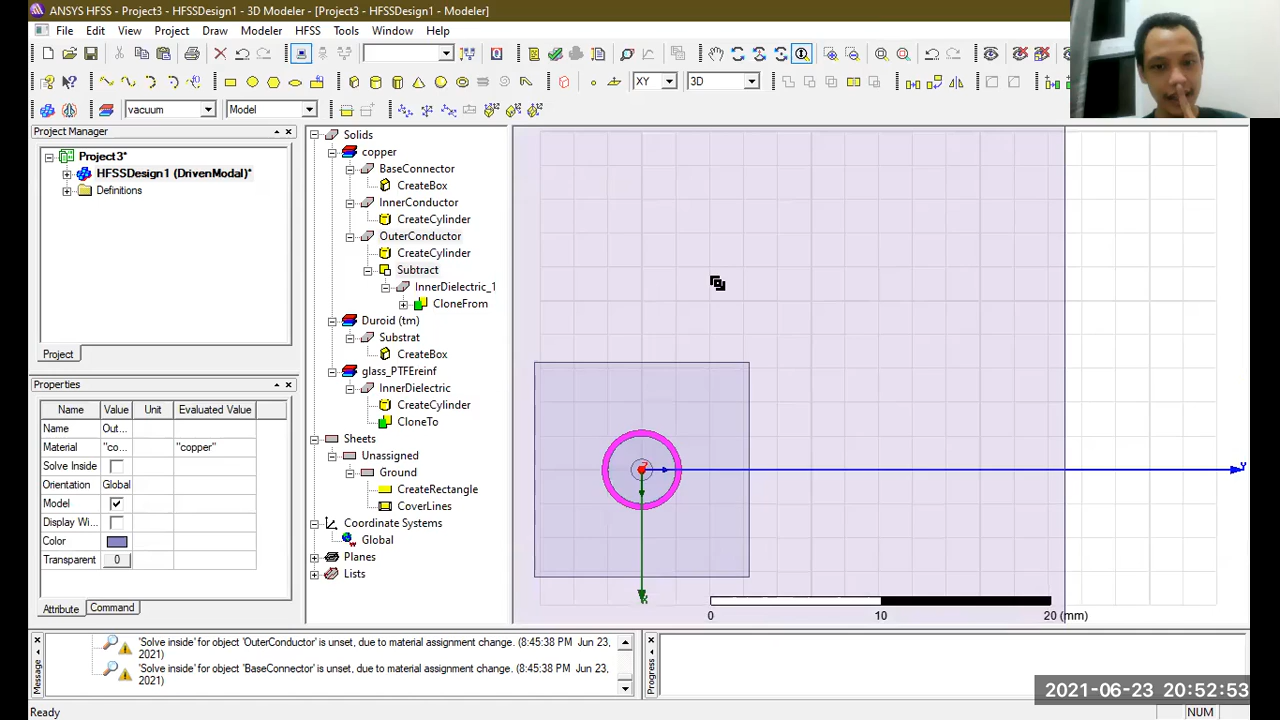 ANSYS HFSS - Project3 - HFSSDesign1 - 3D Modeler - [Project3 - HFSSDesign1 - Modeler]
File Edit View Project Draw Modeler HFSS Tools Window Help
XY 3D
vacuum Model
Project Manager
Project3*
HFSSDesign1 (DrivenModal)*
Definitions
Project
Properties
Name Value Unit Evaluated Value
Name Out...
Material "co... "copper"
Solve Inside
Orientation Global
Model
Display Wi...
Color
Transparent 0
Attribute Command
Solids
copper
BaseConnector
CreateBox
InnerConductor
CreateCylinder
OuterConductor
CreateCylinder
Subtract
InnerDielectric_1
CloneFrom
Duroid (tm)
Substrat
CreateBox
glass_PTFEreinf
InnerDielectric
CreateCylinder
CloneTo
Sheets
Unassigned
Ground
CreateRectangle
CoverLines
Coordinate Systems
Global
Planes
Lists
Z
Y
X
0 10 20 (mm)
Message
'Solve inside' for object 'OuterConductor' is unset, due to material assignment change. (8:45:38 PM Jun 23,
2021)
'Solve inside' for object 'BaseConnector' is unset, due to material assignment change. (8:45:38 PM Jun 23,
2021)
Progress
2021-06-23 20:52:53
Ready NUM